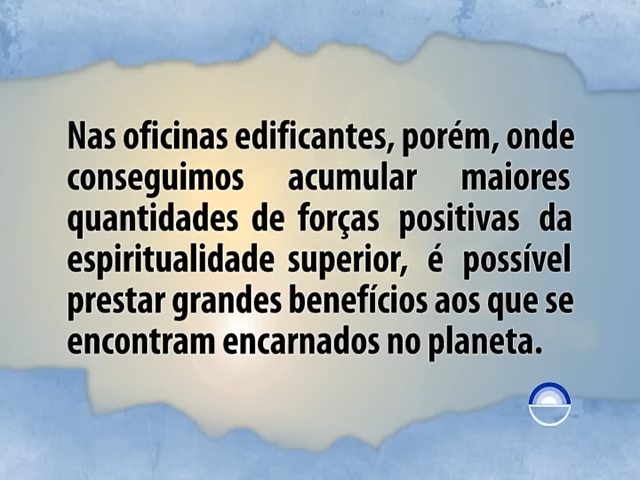 Nas oficinas edificantes, porém, onde
conseguimos acumular maiores
quantidades de forças positivas da
espiritualidade superior, é possível
prestar grandes benefícios aos que se
encontram encarnados no planeta.